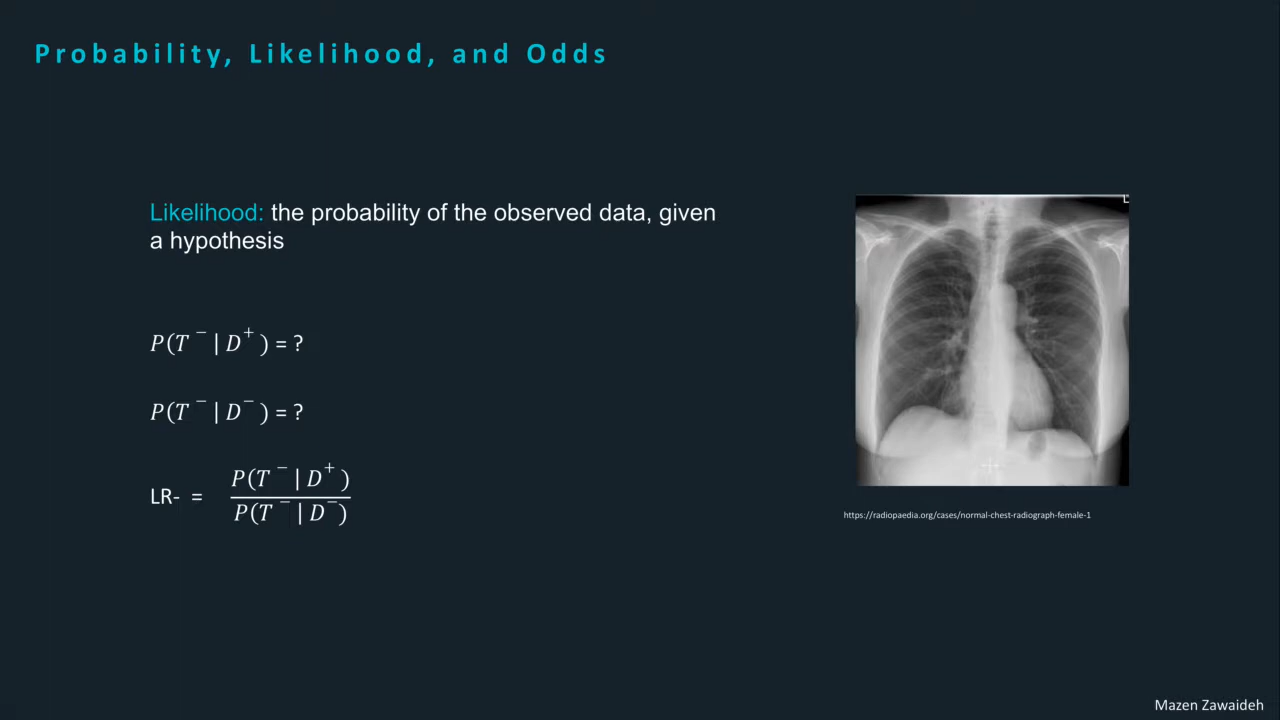 Probability, Likelihood, and Odds
Likelihood: the probability of the observed data, given
a hypothesis
P(T⁻ | D⁺) = ?
P(T⁻ | D⁻) = ?
LR- = P(T⁻ | D⁺) / P(T⁻ | D⁻)
L
https://radiopaedia.org/cases/normal-chest-radiograph-female-1
Mazen Zawaideh